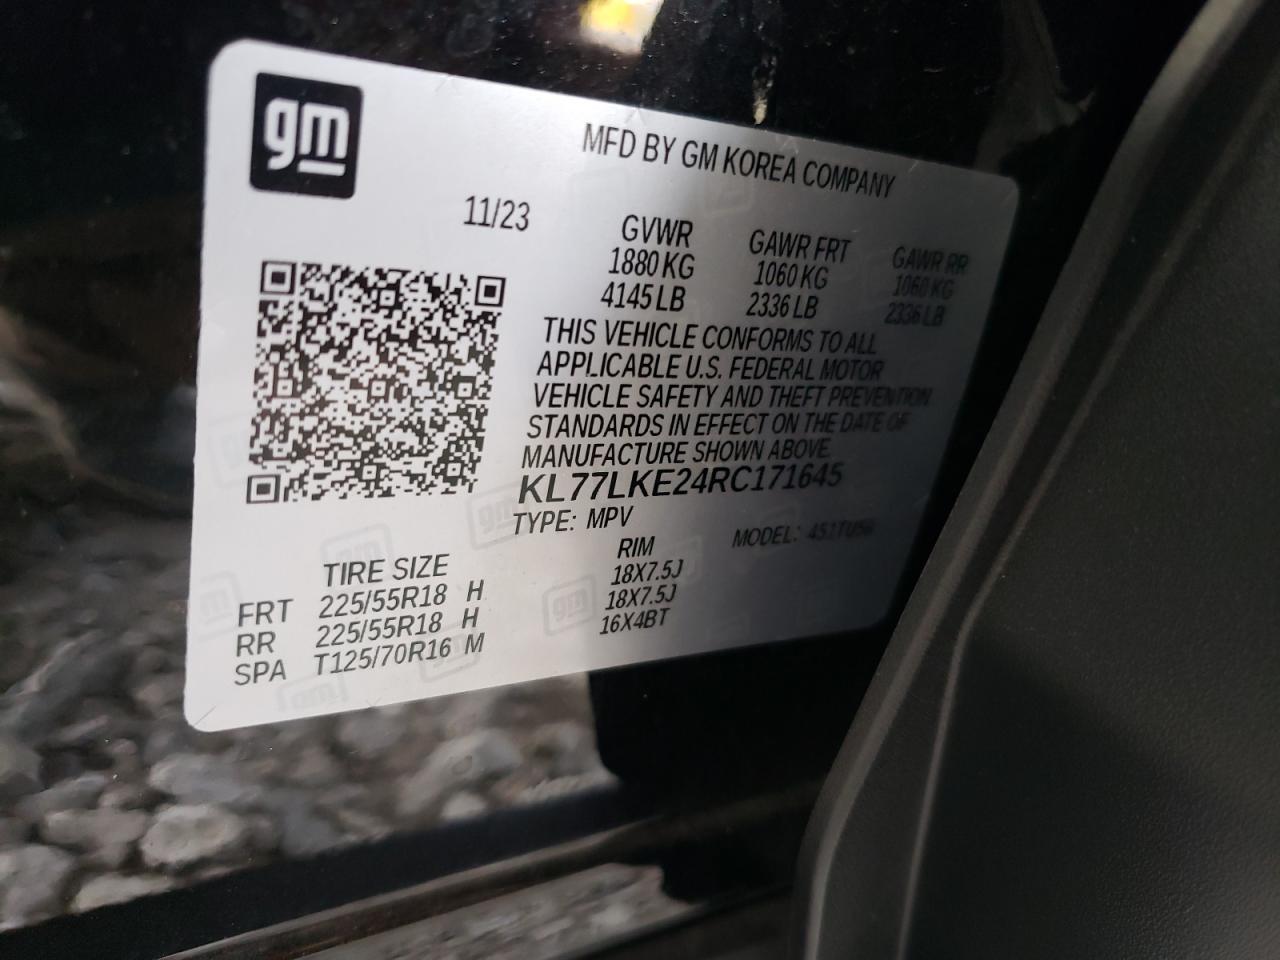 gm
MFD BY GM KOREA COMPANY
11/23
GVWR GAWR FRT GAWR RR
1880 KG 1060 KG 1060 KG
4145 LB 2336 LB 2336 LB
THIS VEHICLE CONFORMS TO ALL
APPLICABLE U.S. FEDERAL MOTOR
VEHICLE SAFETY AND THEFT PREVENTION
STANDARDS IN EFFECT ON THE DATE OF
MANUFACTURE SHOWN ABOVE.
KL77LKE24RC171645
TYPE: MPV MODEL:
TIRE SIZE RIM
FRT 225/55R18 H 18X7.5J
RR 225/55R18 H 18X7.5J
SPA T125/70R16 M 16X4BT